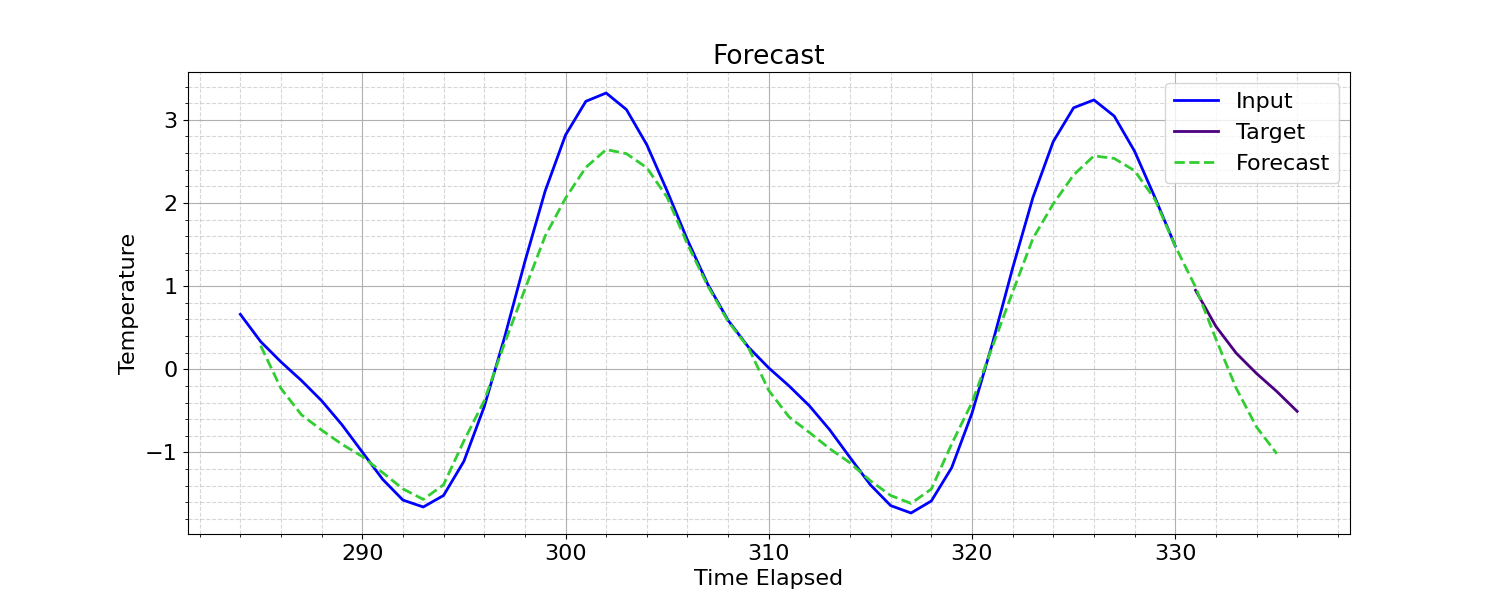 Forecast
Input
Target
Forecast
Temperature
3
2
1
0
−1
290 300 310 320 330
Time Elapsed